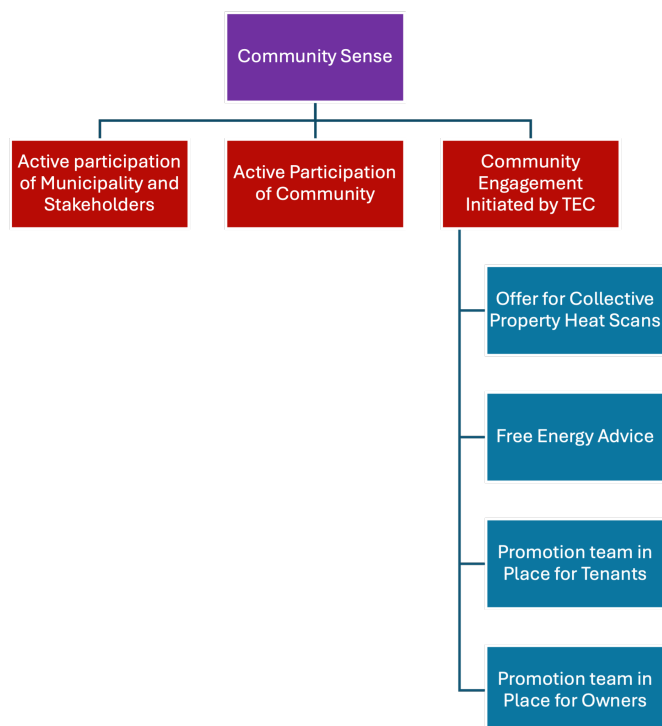 Community Sense
Active participation
of Municipality and
Stakeholders
Active Participation
of Community
Community
Engagement
Initiated by TEC
Offer for Collective
Property Heat Scans
Free Energy Advice
Promotion team in
Place for Tenants
Promotion team in
Place for Owners